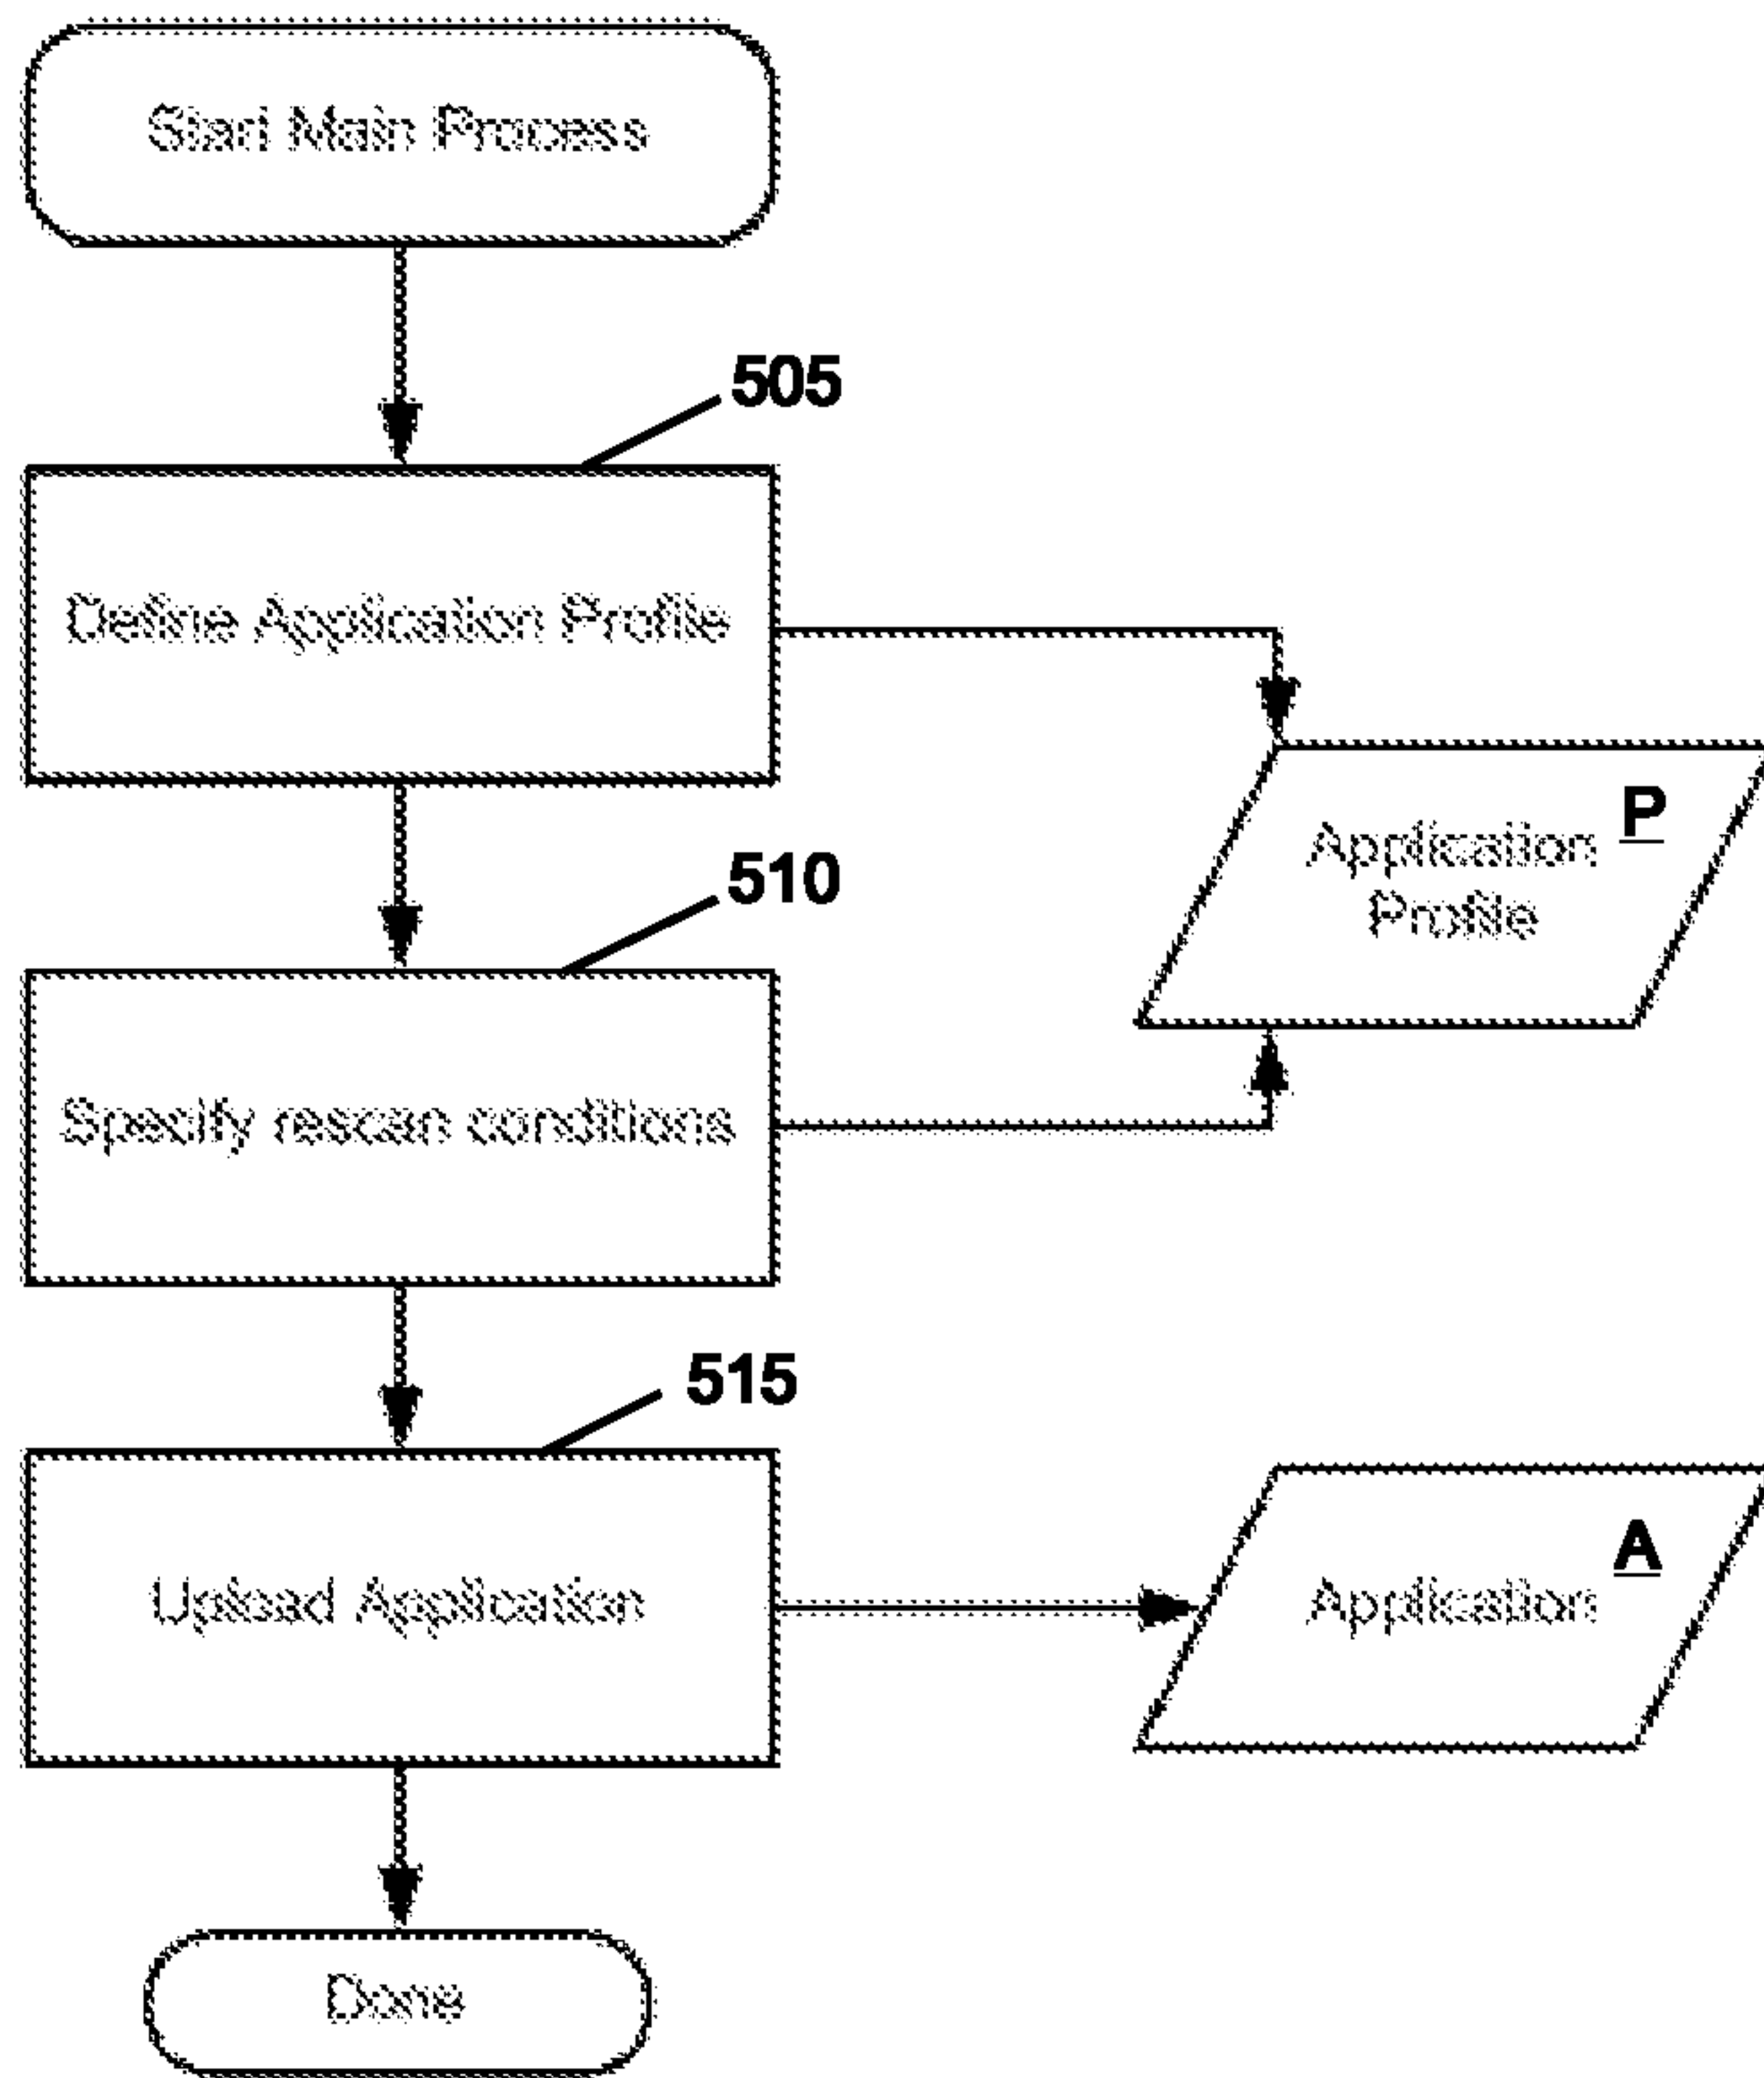 Start Main Process
505
Define Application Profile
P
Application
Profile
510
Specify rescan conditions
515
Upload Application
A
Application
Done